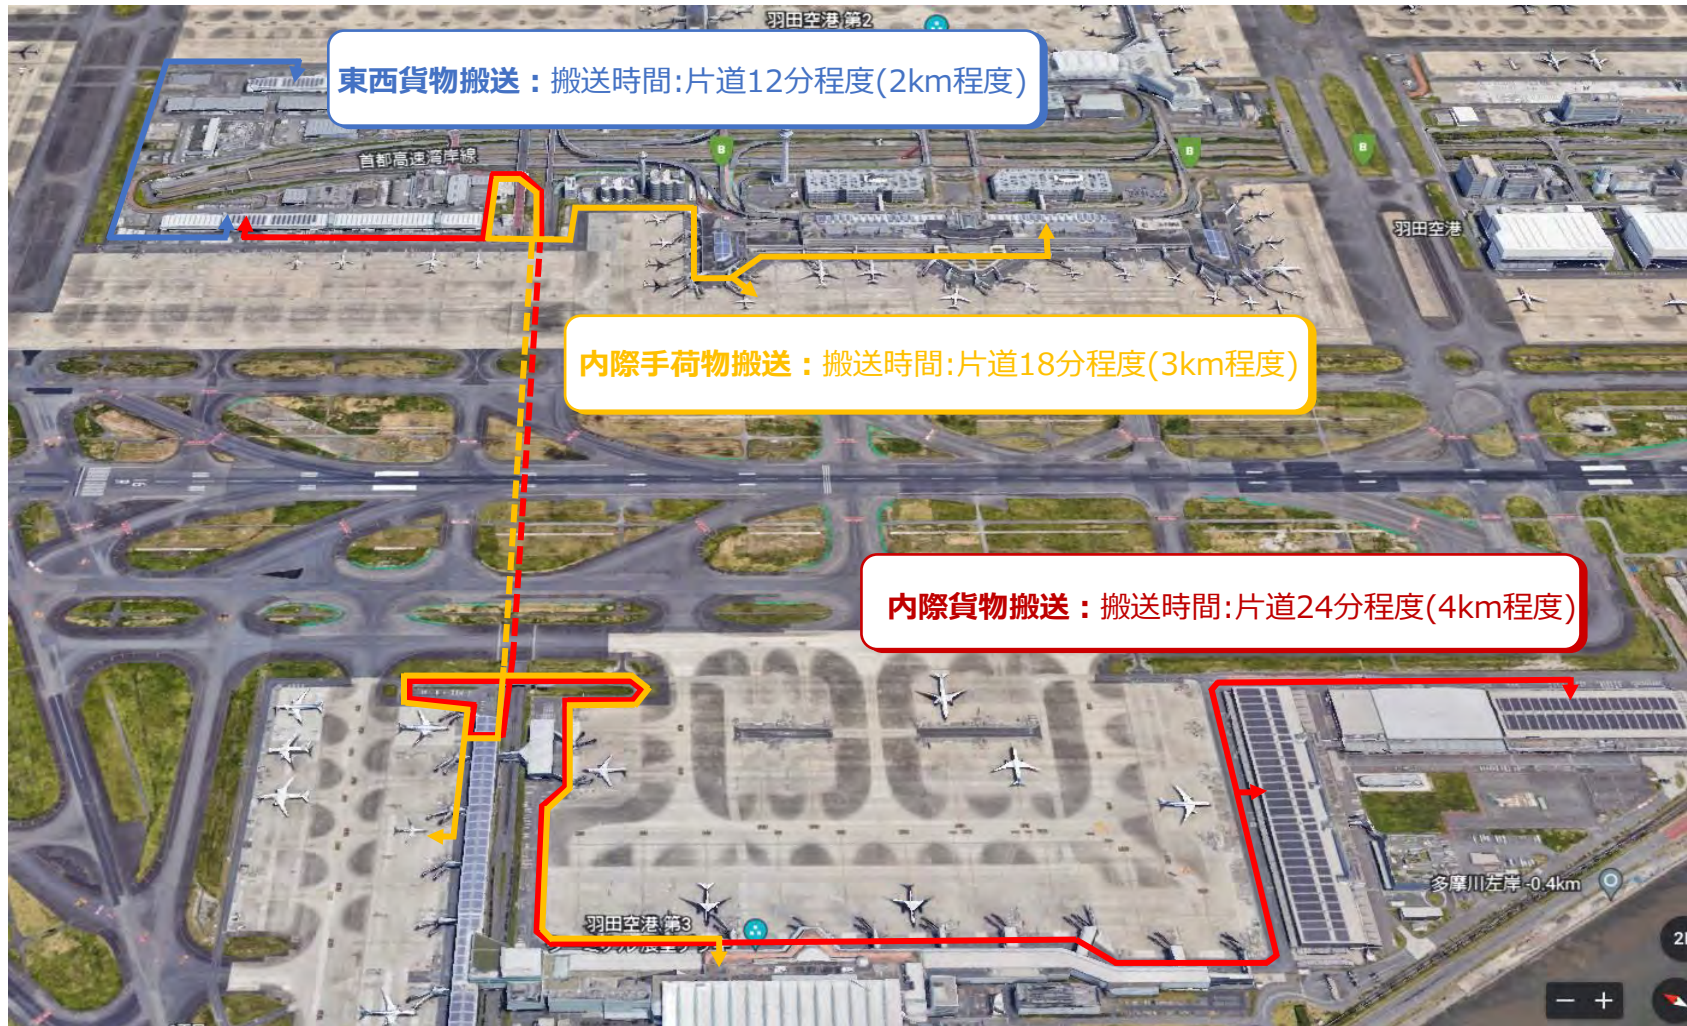 羽田空港 第2
東西貨物搬送：搬送時間:片道12分程度(2km程度)
首都高速湾岸線
B
B
B
羽田空港
内際手荷物搬送：搬送時間:片道18分程度(3km程度)
内際貨物搬送：搬送時間:片道24分程度(4km程度)
多摩川左岸 -0.4km
羽田空港 第3